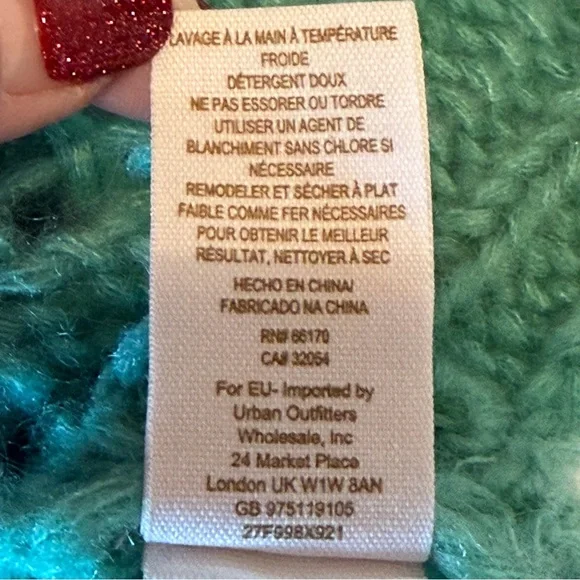 LAVAGE À LA MAIN À TEMPÉRATURE
FROIDE
DÉTERGENT DOUX
NE PAS ESSORER OU TORDRE
UTILISER UN AGENT DE
BLANCHIMENT SANS CHLORE SI
NÉCESSAIRE
REMODELER ET SÉCHER À PLAT
FAIBLE COMME FER NÉCESSAIRES
POUR OBTENIR LE MEILLEUR
RÉSULTAT, NETTOYER À SEC
HECHO EN CHINA/
FABRICADO NA CHINA
RN# 66170
CA# 32054
For EU- Imported by
Urban Outfitters
Wholesale, Inc
24 Market Place
London UK W1W 8AN
GB 975119105
27F998X921